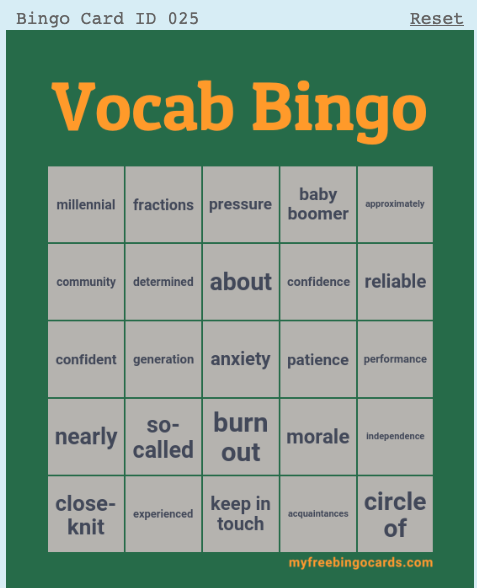 Bingo Card ID 025 Reset
Vocab Bingo
millennial fractions pressure baby boomer approximately
community determined about confidence reliable
confident generation anxiety patience performance
nearly so-called burn out morale independence
close-knit experienced keep in touch acquaintances circle of
myfreebingocards.com